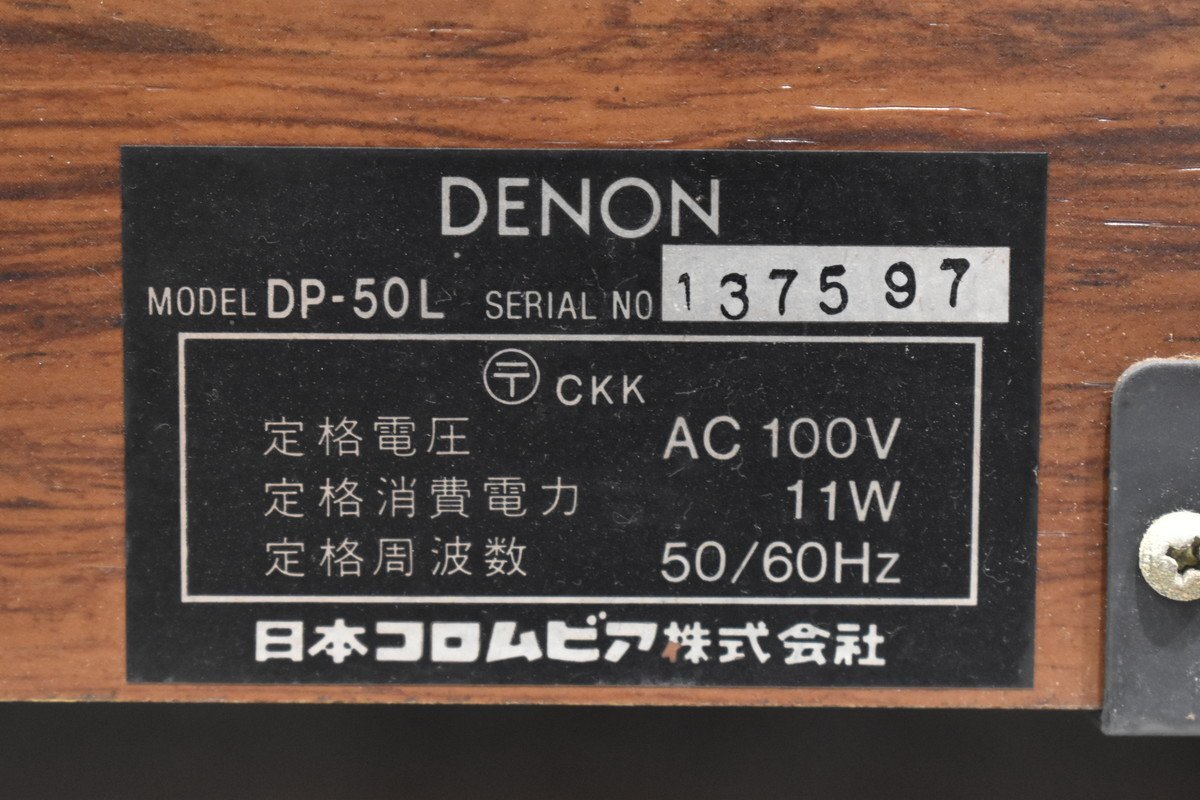 DENON
MODEL DP-50L SERIAL NO 137597
〒 CKK
定格電圧 AC 100V
定格消費電力 11W
定格周波数 50/60Hz
日本コロムビア株式会社